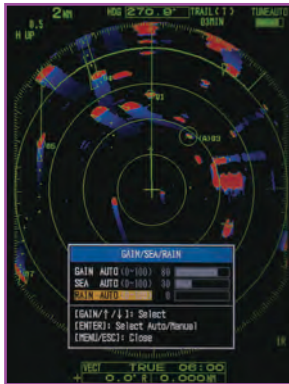 2NM HDG 270.0° TRAIL(T) TUNEAUTO
0.5 03MIN
H UP
GAIN/SEA/RAIN
GAIN AUTO (0-100) 80
SEA AUTO (0-100) 30
RAIN AUTO 0
[GAIN/↑/↓]: Select
[ENTER]: Select Auto/Manual
[MENU/ESC]: Close
VECT TRUE 06:00
+ 0.0° R 0.000NM